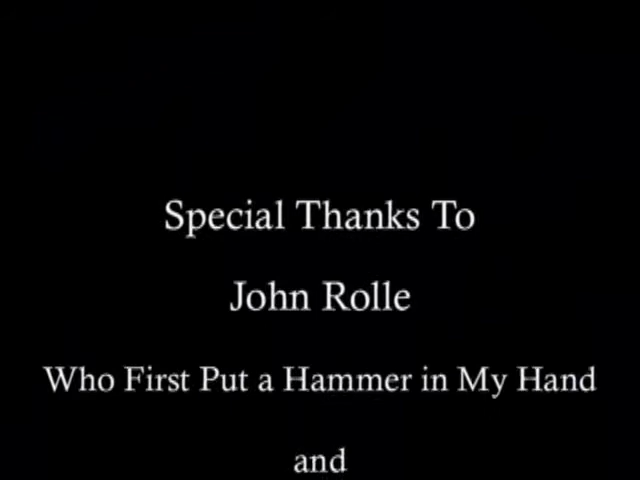 Special Thanks To
John Rolle
Who First Put a Hammer in My Hand
and